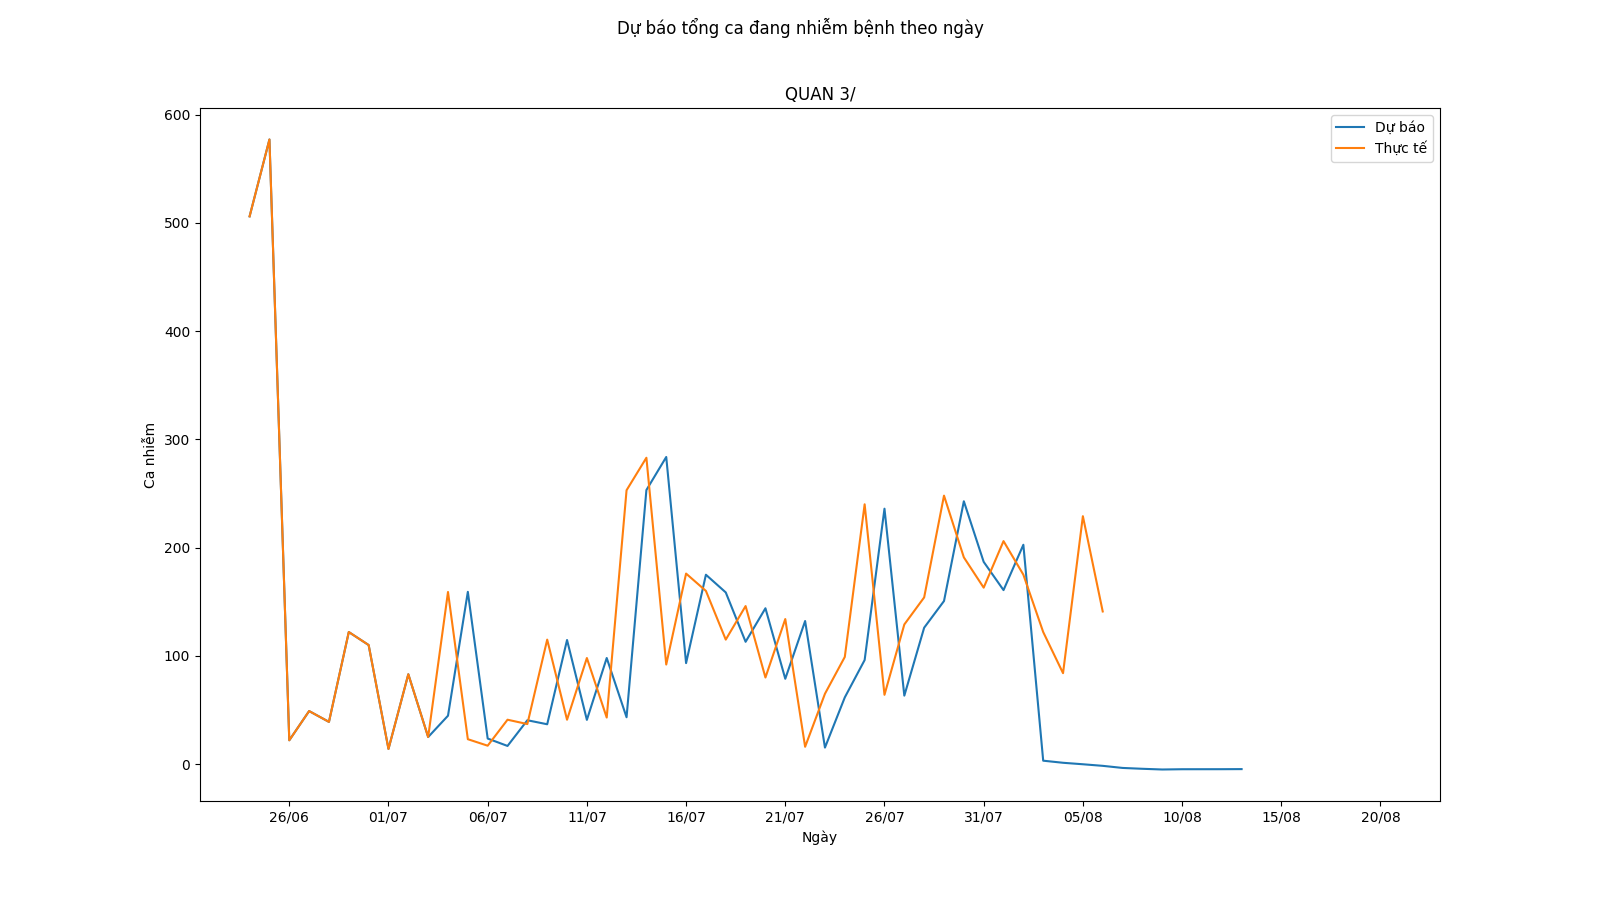 Dự báo tổng ca đang nhiễm bệnh theo ngày
QUAN 3/
Dự báo
Thực tế
Ca nhiễm
600
500
400
300
200
100
0
26/06 01/07 06/07 11/07 16/07 21/07 26/07 31/07 05/08 10/08 15/08 20/08
Ngày